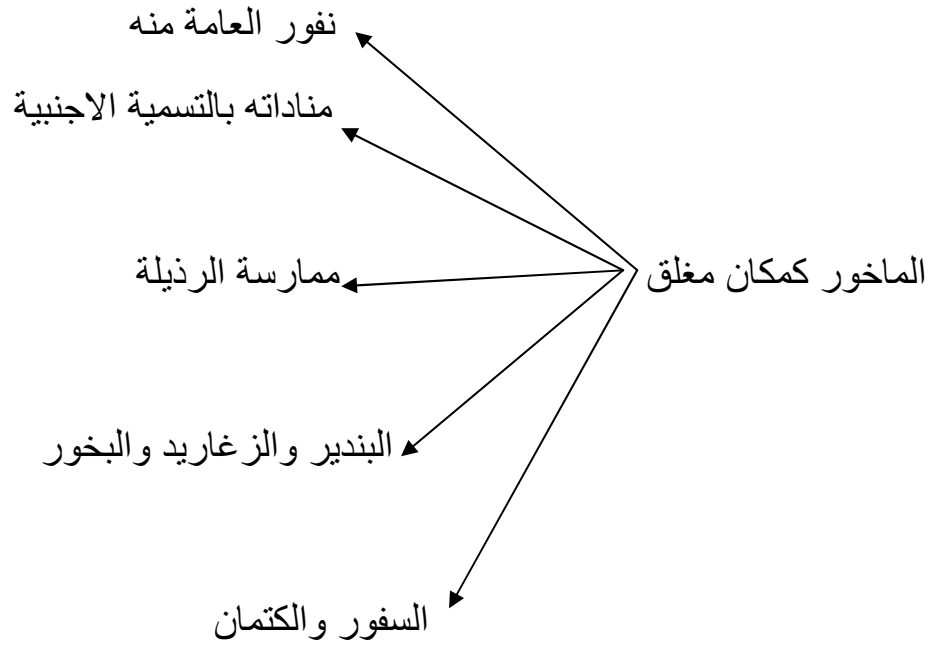 نفور العامة منه
مناداته بالتسمية الاجنبية
الماخور كمكان مغلق
ممارسة الرذيلة
البندير والزغاريد والبخور
السفور والكتمان